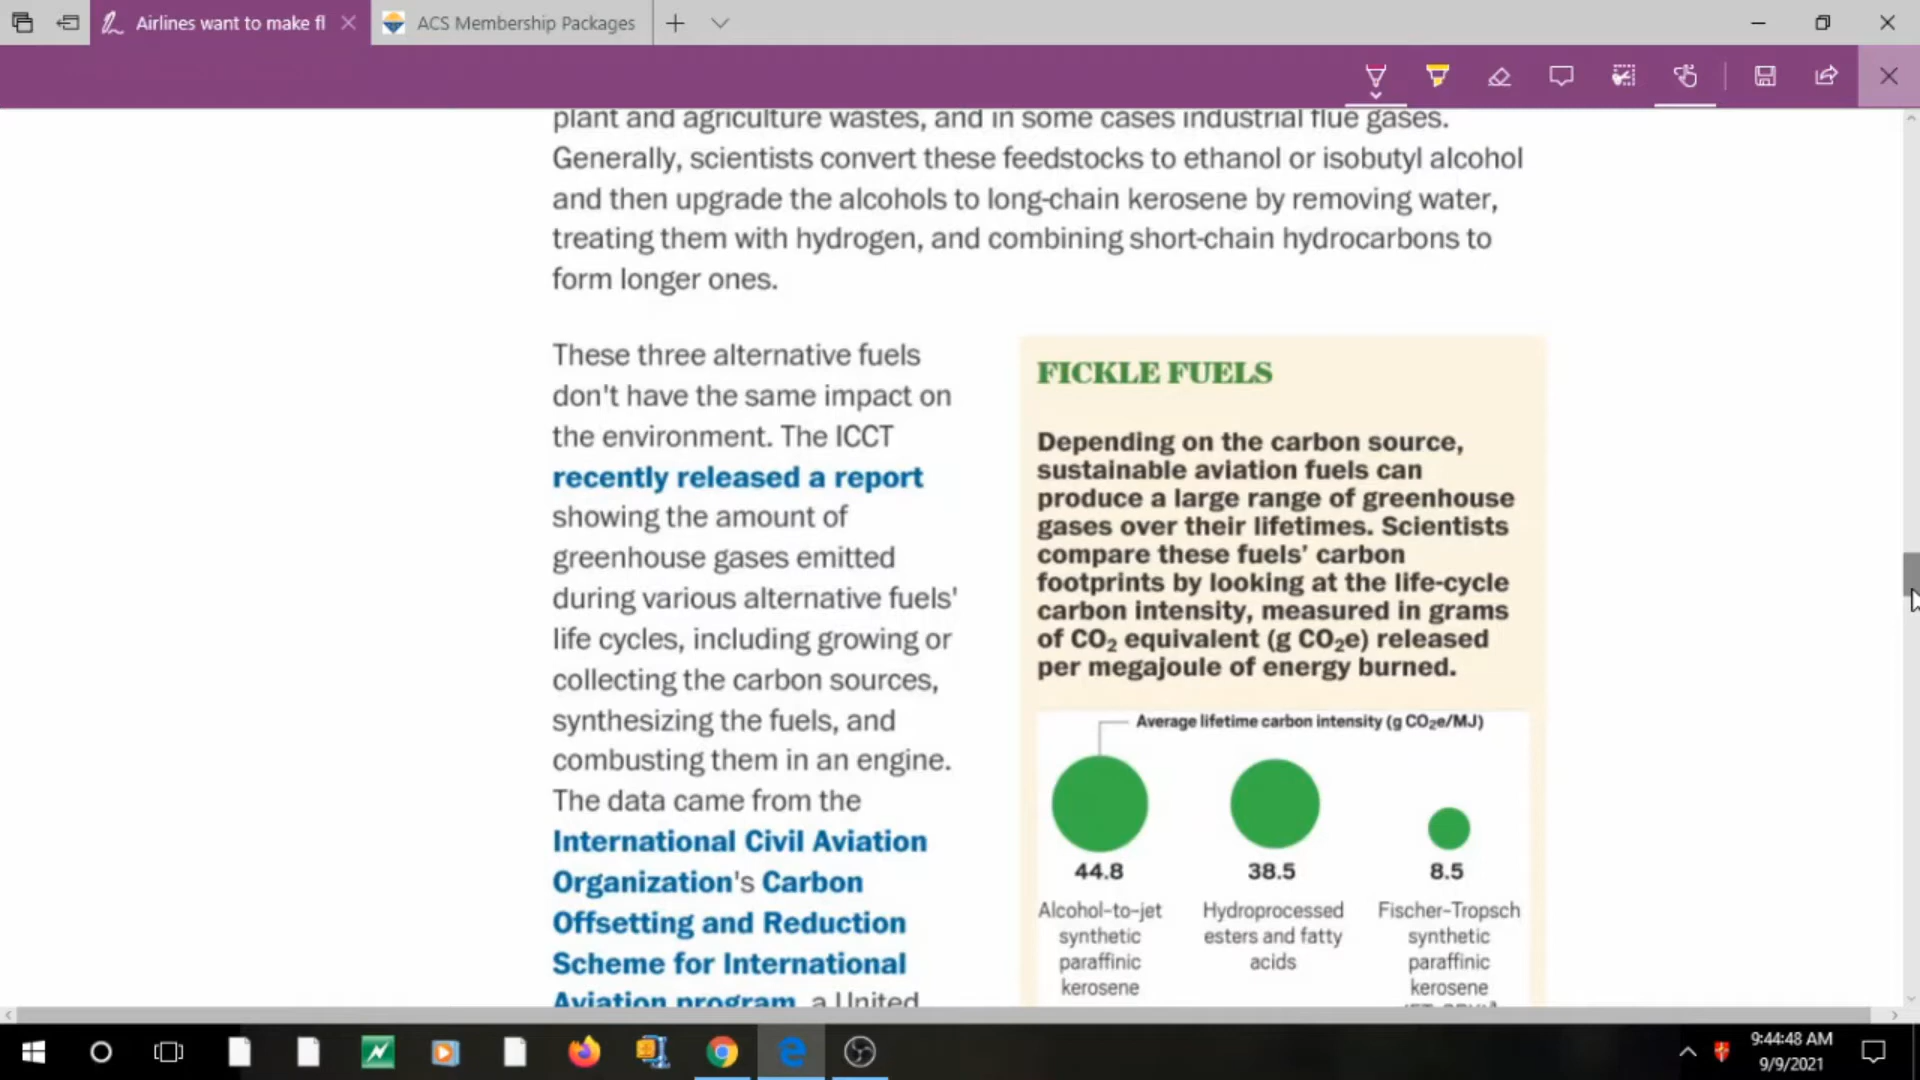 Airlines want to make fl
ACS Membership Packages
plant and agriculture wastes, and in some cases industrial flue gases.
Generally, scientists convert these feedstocks to ethanol or isobutyl alcohol
and then upgrade the alcohols to long-chain kerosene by removing water,
treating them with hydrogen, and combining short-chain hydrocarbons to
form longer ones.
These three alternative fuels
don't have the same impact on
the environment. The ICCT
recently released a report
showing the amount of
greenhouse gases emitted
during various alternative fuels'
life cycles, including growing or
collecting the carbon sources,
synthesizing the fuels, and
combusting them in an engine.
The data came from the
International Civil Aviation
Organization's Carbon
Offsetting and Reduction
Scheme for International
Aviation program, a United
FICKLE FUELS
Depending on the carbon source,
sustainable aviation fuels can
produce a large range of greenhouse
gases over their lifetimes. Scientists
compare these fuels' carbon
footprints by looking at the life-cycle
carbon intensity, measured in grams
of CO₂ equivalent (g CO₂e) released
per megajoule of energy burned.
Average lifetime carbon intensity (g CO₂e/MJ)
44.8
Alcohol-to-jet
synthetic
paraffinic
kerosene
38.5
Hydroprocessed
esters and fatty
acids
8.5
Fischer-Tropsch
synthetic
paraffinic
kerosene
9:44:48 AM
9/9/2021